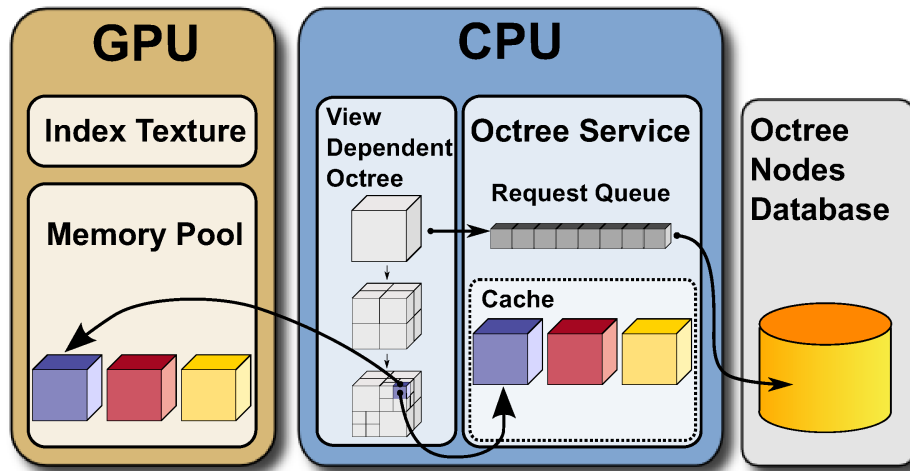 GPU
Index Texture
Memory Pool
CPU
View
Dependent
Octree
Octree Service
Request Queue
Cache
Octree
Nodes
Database